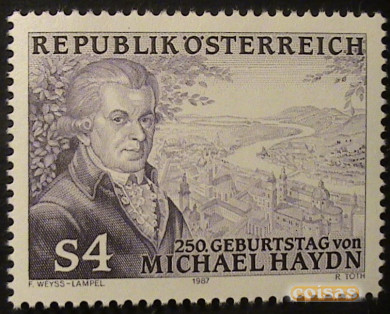 REPUBLIK ÖSTERREICH
S4
250. GEBURTSTAG von
MICHAEL HAYDN
F. WEYSS-LAMPEL
1987
R. TOTH
coisas